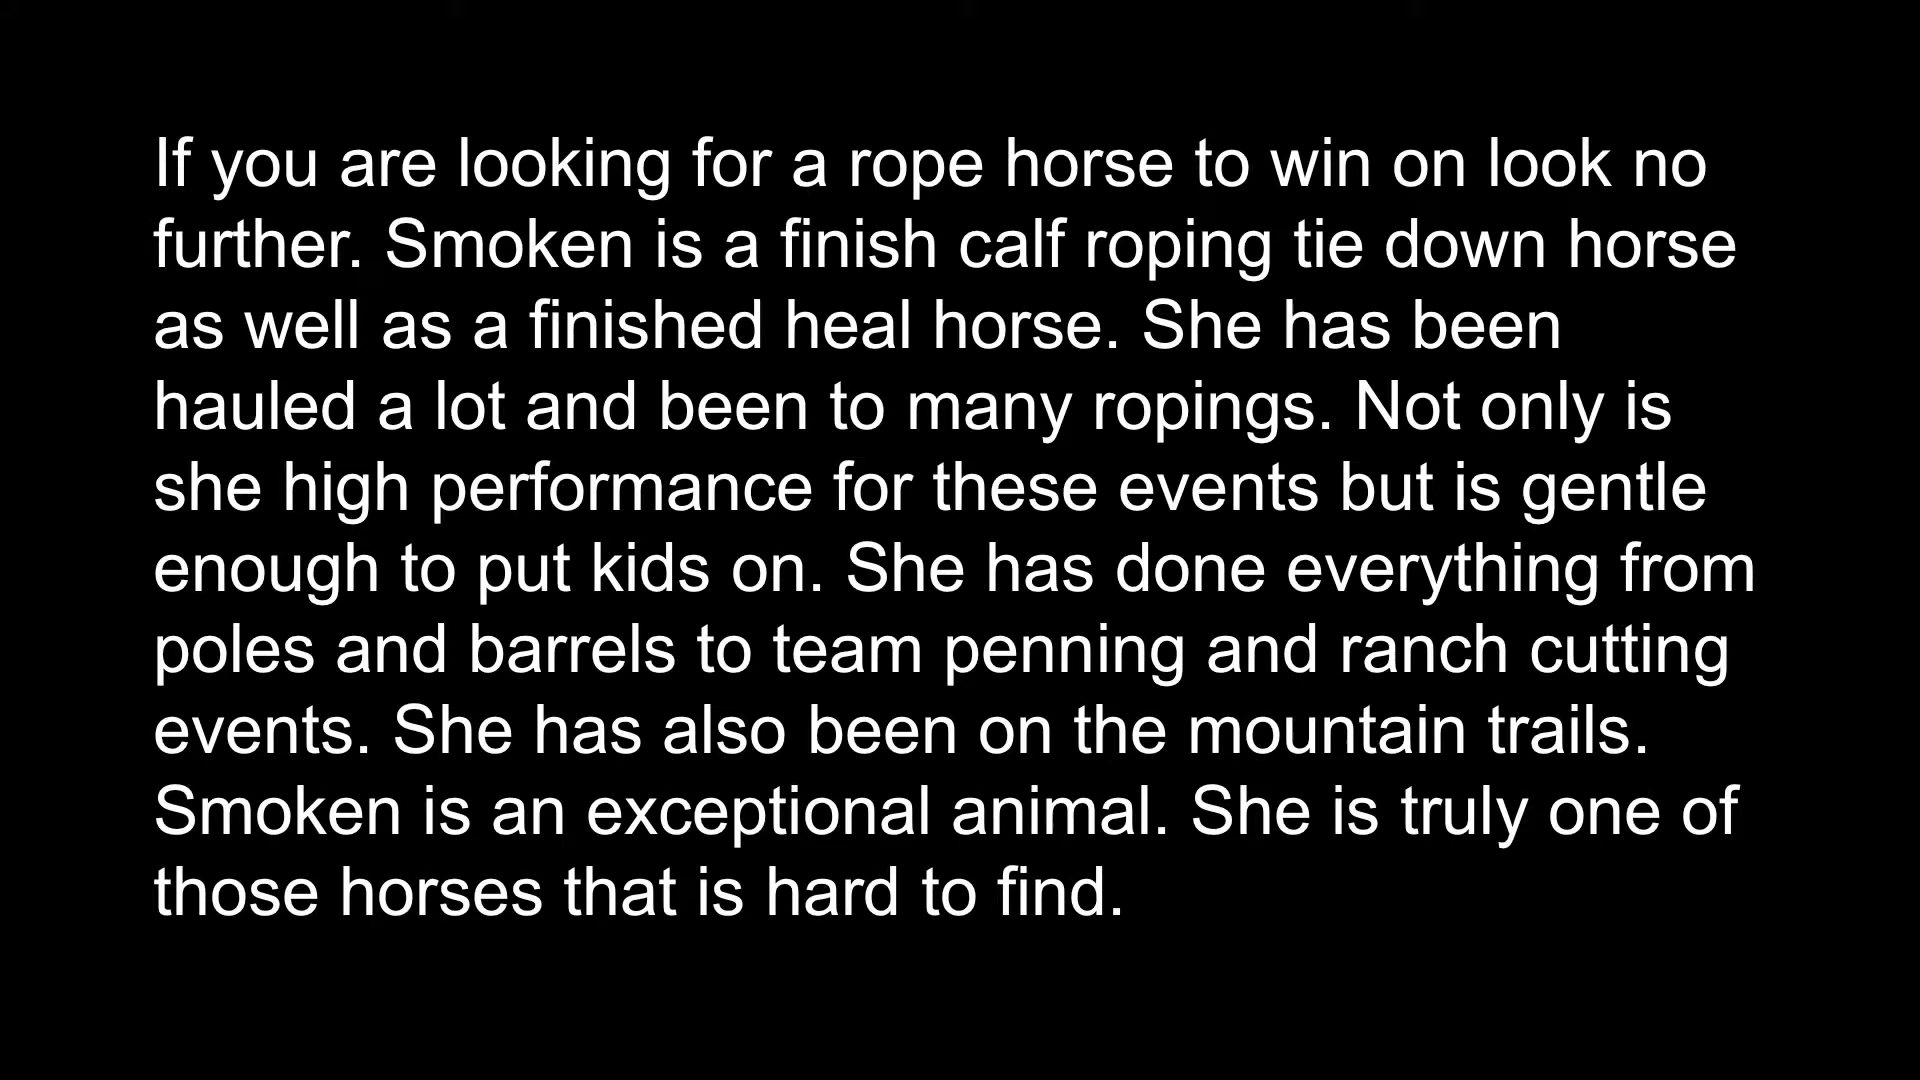 If you are looking for a rope horse to win on look no
further. Smoken is a finish calf roping tie down horse
as well as a finished heal horse. She has been
hauled a lot and been to many ropings. Not only is
she high performance for these events but is gentle
enough to put kids on. She has done everything from
poles and barrels to team penning and ranch cutting
events. She has also been on the mountain trails.
Smoken is an exceptional animal. She is truly one of
those horses that is hard to find.